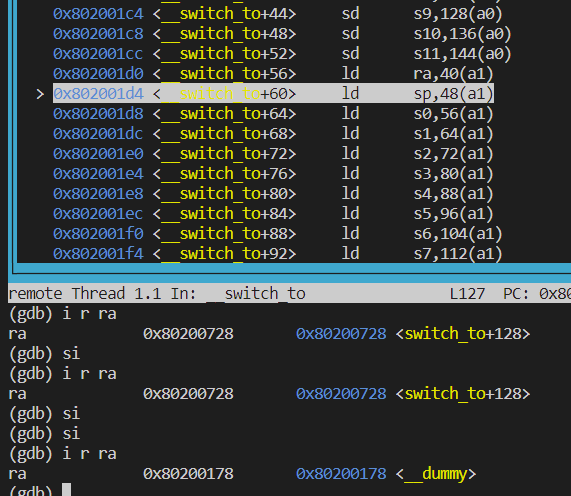 0x802001c4 <__switch_to+44> sd s9,128(a0)
0x802001c8 <__switch_to+48> sd s10,136(a0)
0x802001cc <__switch_to+52> sd s11,144(a0)
0x802001d0 <__switch_to+56> ld ra,40(a1)
> 0x802001d4 <__switch_to+60> ld sp,48(a1)
0x802001d8 <__switch_to+64> ld s0,56(a1)
0x802001dc <__switch_to+68> ld s1,64(a1)
0x802001e0 <__switch_to+72> ld s2,72(a1)
0x802001e4 <__switch_to+76> ld s3,80(a1)
0x802001e8 <__switch_to+80> ld s4,88(a1)
0x802001ec <__switch_to+84> ld s5,96(a1)
0x802001f0 <__switch_to+88> ld s6,104(a1)
0x802001f4 <__switch_to+92> ld s7,112(a1)
remote Thread 1.1 In: __switch_to L127 PC: 0x80
(gdb) i r ra
ra 0x80200728 0x80200728 <switch_to+128>
(gdb) si
(gdb) i r ra
ra 0x80200728 0x80200728 <switch_to+128>
(gdb) si
(gdb) si
(gdb) i r ra
ra 0x80200178 0x80200178 <__dummy>
(gdb)